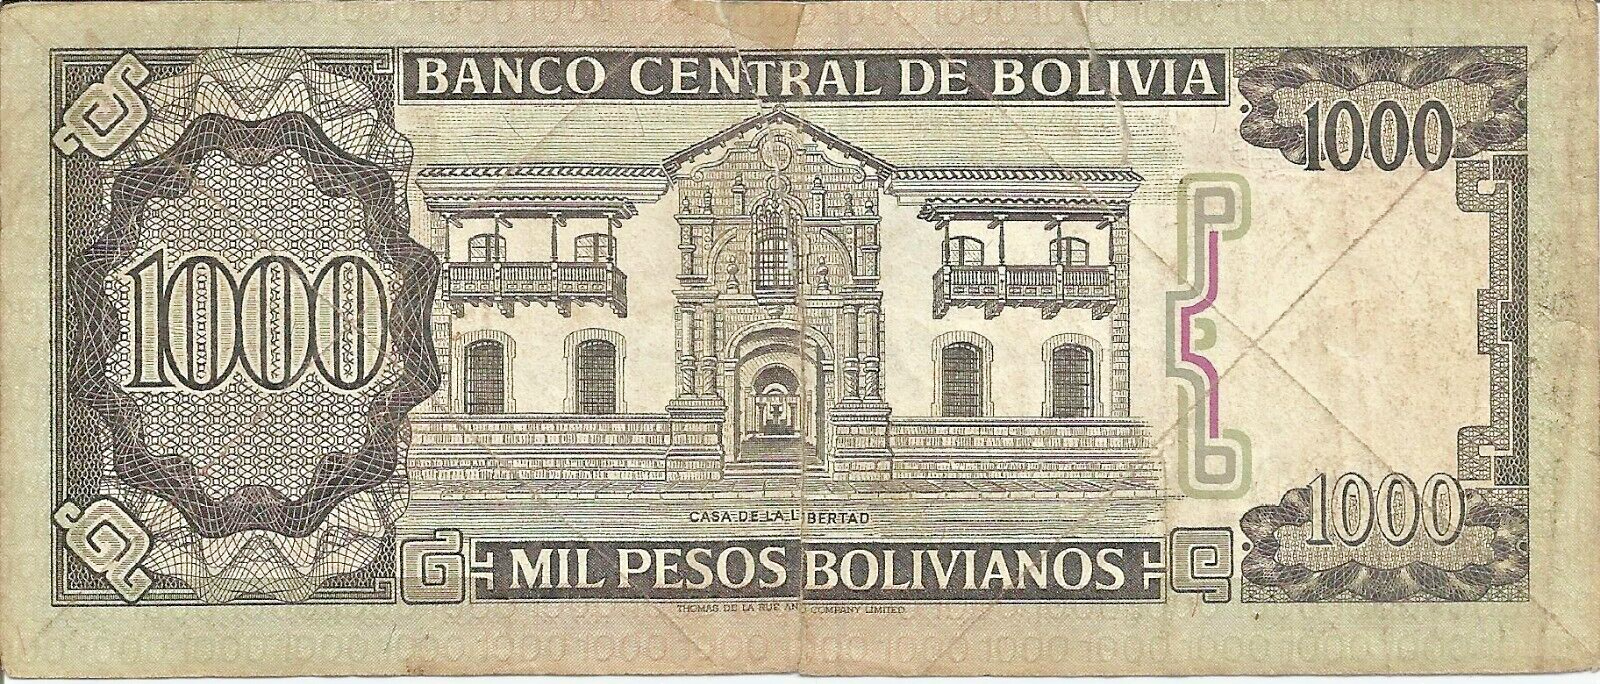 BANCO CENTRAL DE BOLIVIA
1000
1000
p.b
CASA DE LA LIBERTAD
1000
MIL PESOS BOLIVIANOS
THOMAS DE LA RUE AND COMPANY LIMITED.